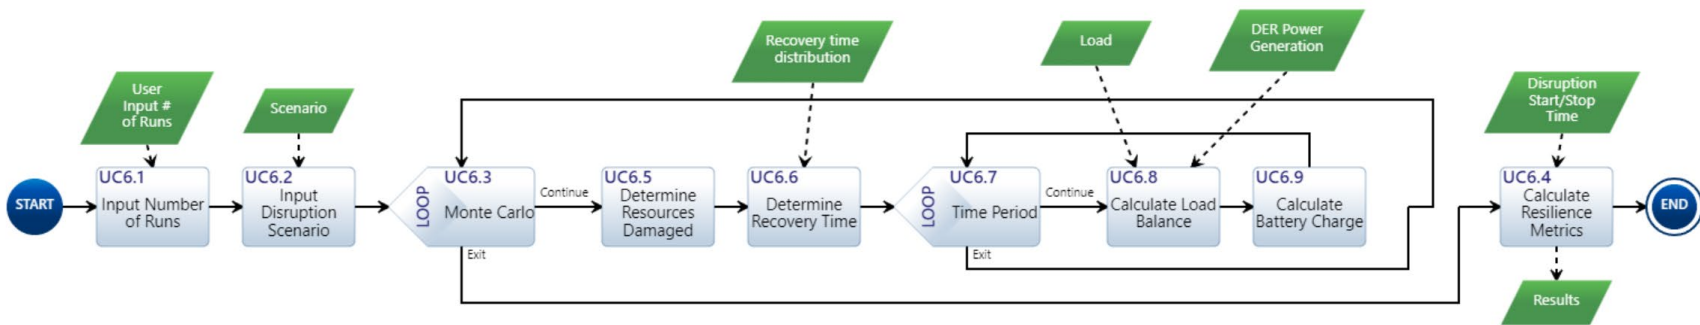 User
Input #
of Runs
Scenario
Recovery time
distribution
Load
DER Power
Generation
Disruption
Start/Stop
Time
START
UC6.1
Input Number
of Runs
UC6.2
Input
Disruption
Scenario
LOOP
UC6.3
Monte Carlo
Continue
Exit
UC6.5
Determine
Resources
Damaged
UC6.6
Determine
Recovery Time
LOOP
UC6.7
Time Period
Continue
Exit
UC6.8
Calculate Load
Balance
UC6.9
Calculate
Battery Charge
UC6.4
Calculate
Resilience
Metrics
END
Results